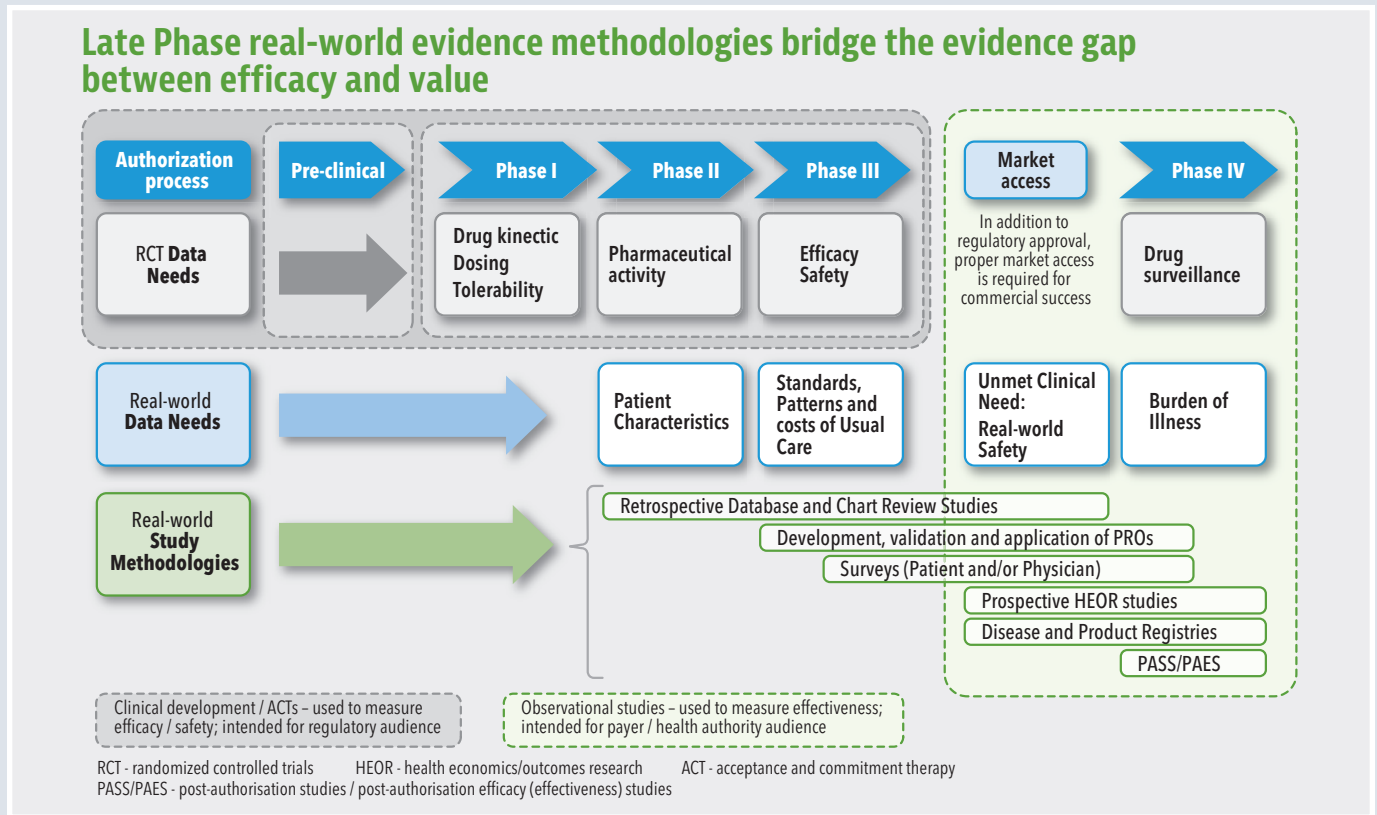 Late Phase real-world evidence methodologies bridge the evidence gap
between efficacy and value
Authorization
process
Pre-clinical
Phase I
Phase II
Phase III
Market
access
Phase IV
RCT Data
Needs
Drug kinectic
Dosing
Tolerability
Pharmaceutical
activity
Efficacy
Safety
In addition to
regulatory approval,
proper market access
is required for
commercial success
Drug
surveillance
Real-world
Data Needs
Patient
Characteristics
Standards,
Patterns and
costs of Usual
Care
Unmet Clinical
Need:
Real-world
Safety
Burden of
Illness
Real-world
Study
Methodologies
Retrospective Database and Chart Review Studies
Development, validation and application of PROs
Surveys (Patient and/or Physician)
Prospective HEOR studies
Disease and Product Registries
PASS/PAES
Clinical development / ACTs – used to measure
efficacy / safety; intended for regulatory audience
Observational studies – used to measure effectiveness;
intended for payer / health authority audience
RCT - randomized controlled trials HEOR - health economics/outcomes research ACT - acceptance and commitment therapy
PASS/PAES - post-authorisation studies / post-authorisation efficacy (effectiveness) studies